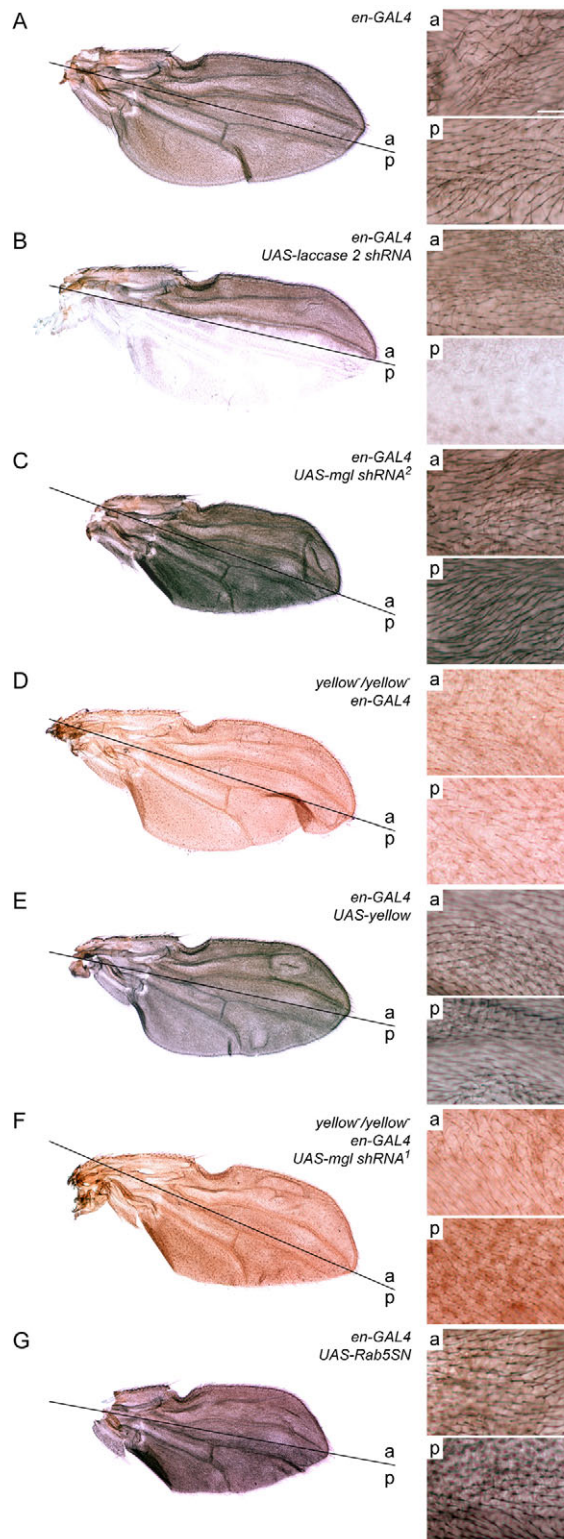 A
en-GAL4
a
p
a
p
B
en-GAL4
UAS-laccase 2 shRNA
a
p
a
p
C
en-GAL4
UAS-mgl shRNA²
a
p
a
p
D
yellow⁻/yellow⁻
en-GAL4
a
p
a
p
E
en-GAL4
UAS-yellow
a
p
a
p
F
yellow⁻/yellow⁻
en-GAL4
UAS-mgl shRNA¹
a
p
a
p
G
en-GAL4
UAS-Rab5SN
a
p
a
p